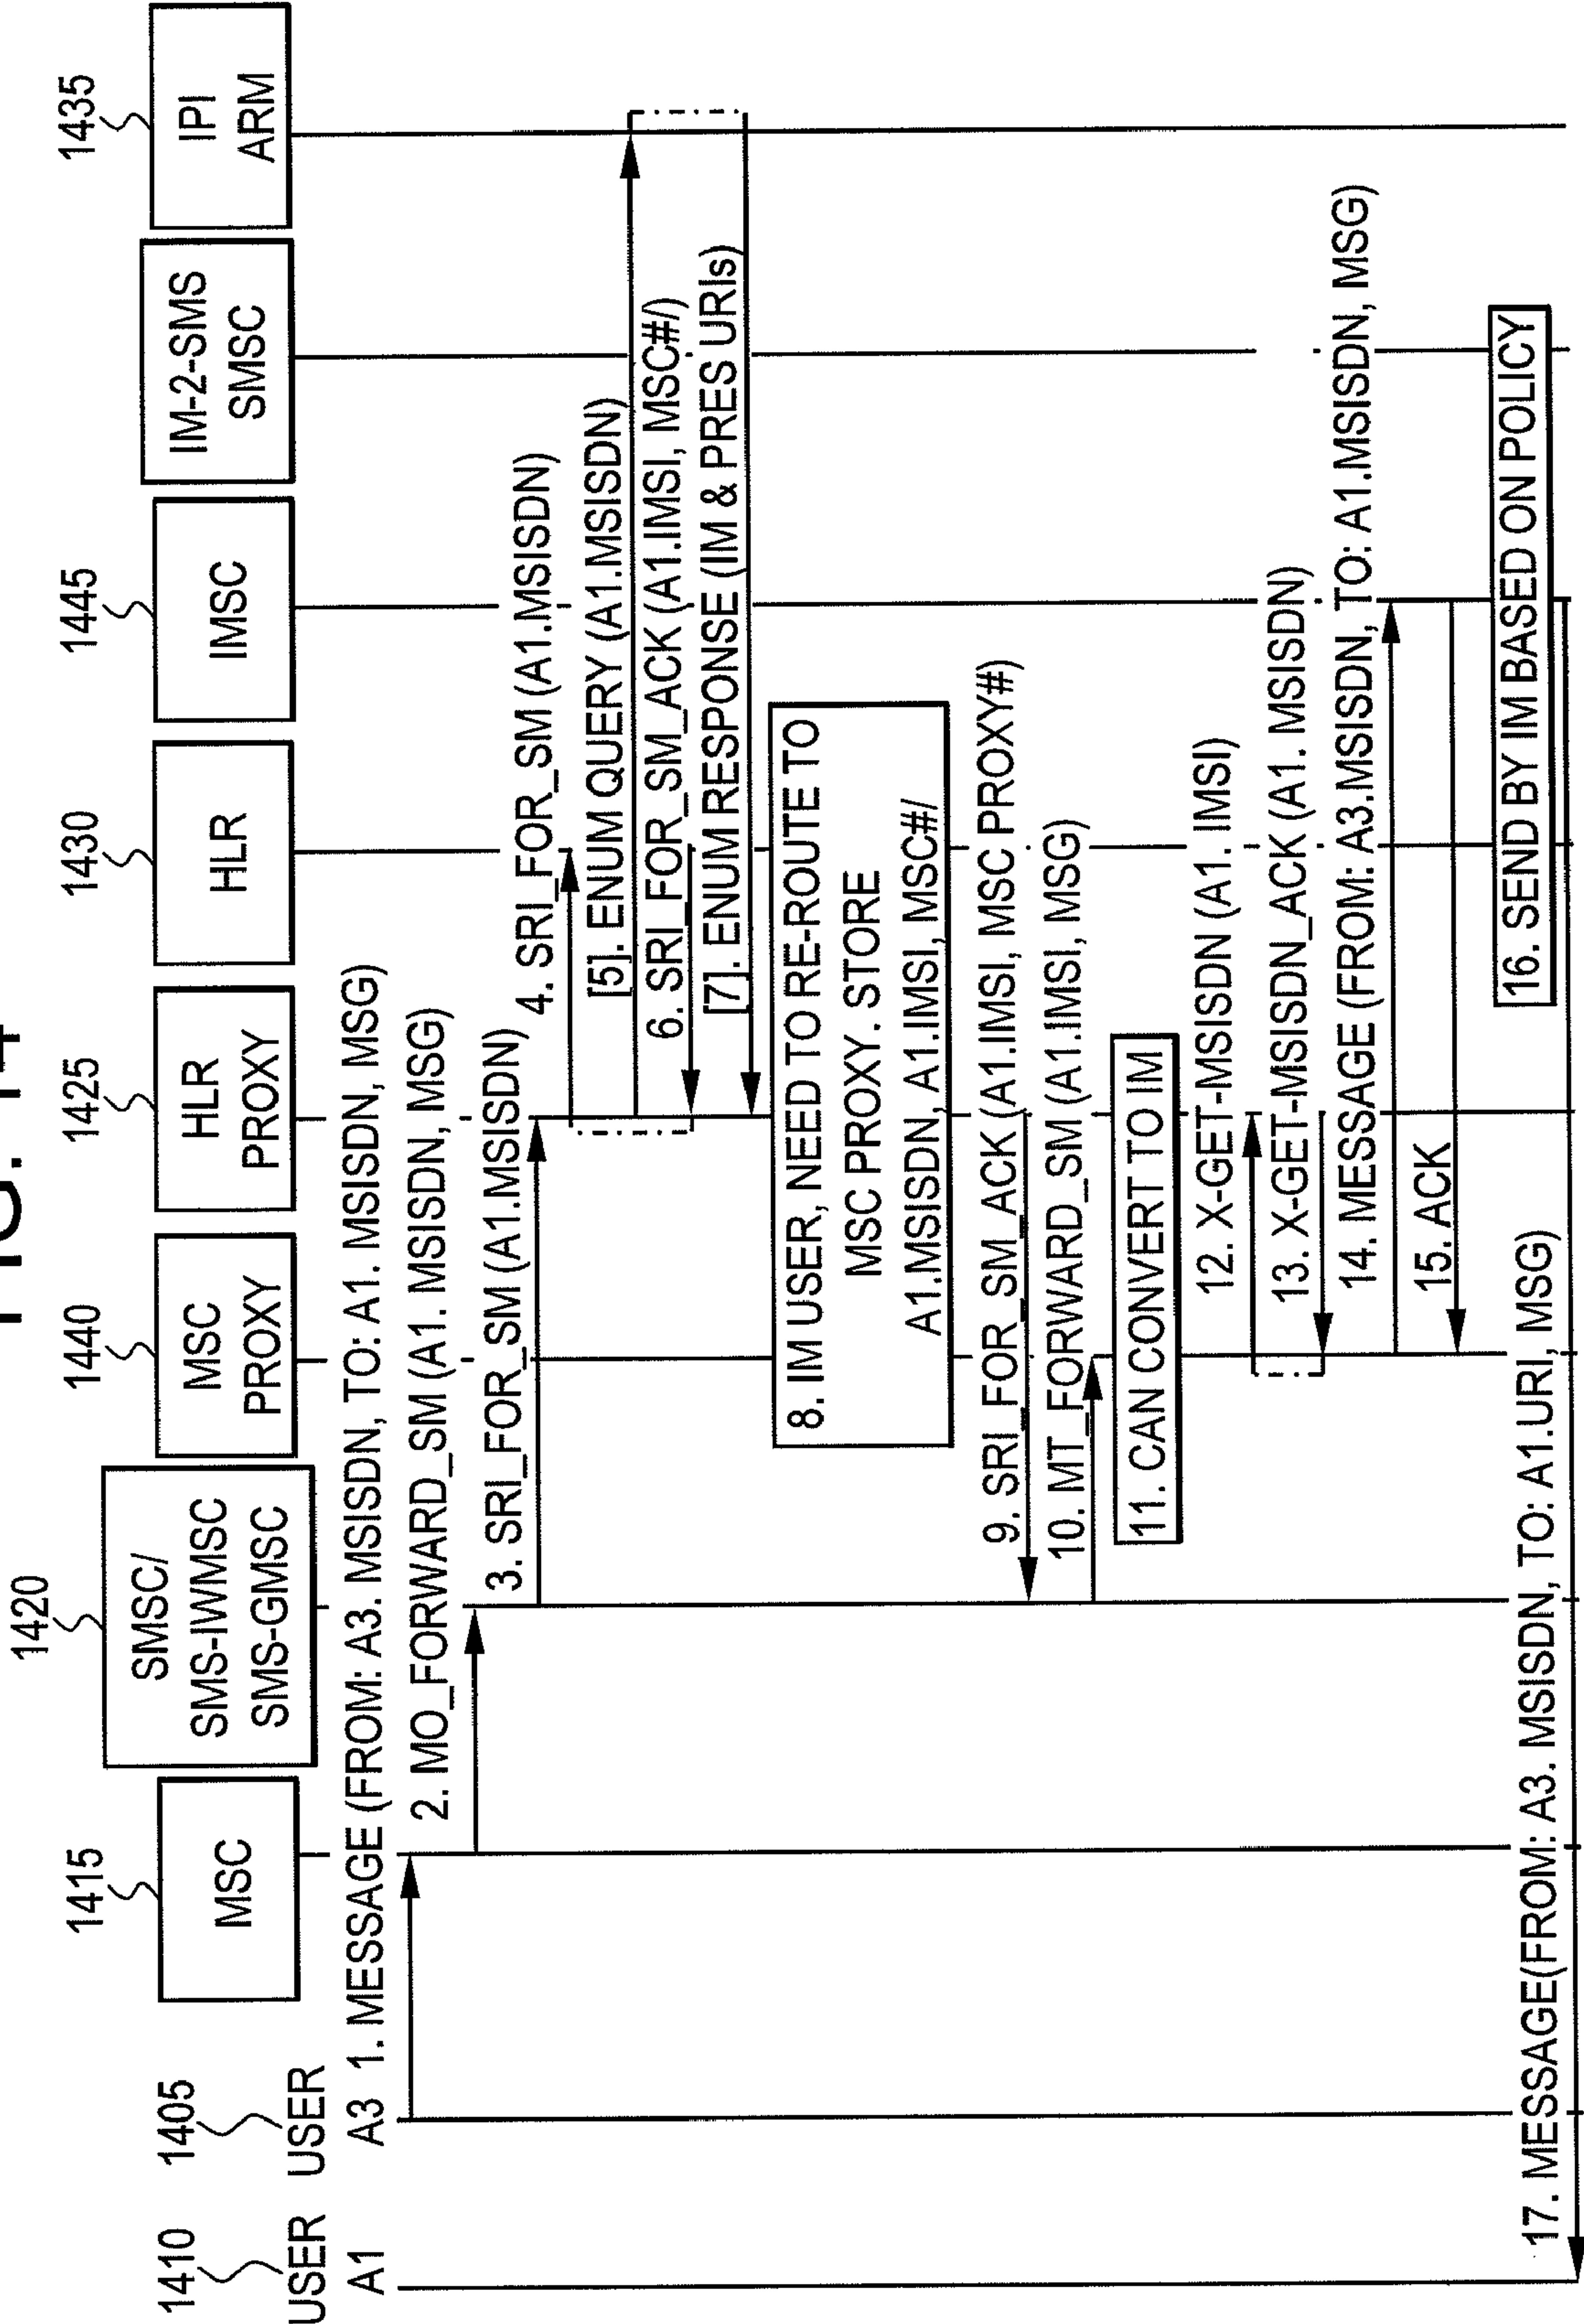 FIG. 14
1410
USER
A1
1405
USER
A3
1415
MSC
1420
SMSC/
SMS-IWMSC
SMS-GMSC
1440
MSC
PROXY
1425
HLR
PROXY
1430
HLR
1445
IMSC
IM-2-SMS
SMSC
1435
IPI
ARM
1. MESSAGE (FROM: A3. MSISDN, TO: A1. MSISDN, MSG)
2. MO_FORWARD_SM (A1. MSISDN, MSG)
3. SRI_FOR_SM (A1.MSISDN)
4. SRI_FOR_SM (A1.MSISDN)
[5]. ENUM QUERY (A1.MSISDN)
6. SRI_FOR_SM_ACK (A1.IMSI, MSC#/)
[7]. ENUM RESPONSE (IM & PRES URIs)
8. IM USER, NEED TO RE-ROUTE TO
MSC PROXY. STORE
A1.MSISDN, A1.IMSI, MSC#/
9. SRI_FOR_SM_ACK (A1.IMSI, MSC PROXY#)
10. MT_FORWARD_SM (A1.IMSI, MSG)
11. CAN CONVERT TO IM
12. X-GET-MSISDN (A1. IMSI)
13. X-GET-MSISDN_ACK (A1. MSISDN)
14. MESSAGE (FROM: A3.MSISDN, TO: A1.MSISDN, MSG)
15. ACK
16. SEND BY IM BASED ON POLICY
17. MESSAGE(FROM: A3. MSISDN, TO: A1.URI, MSG)